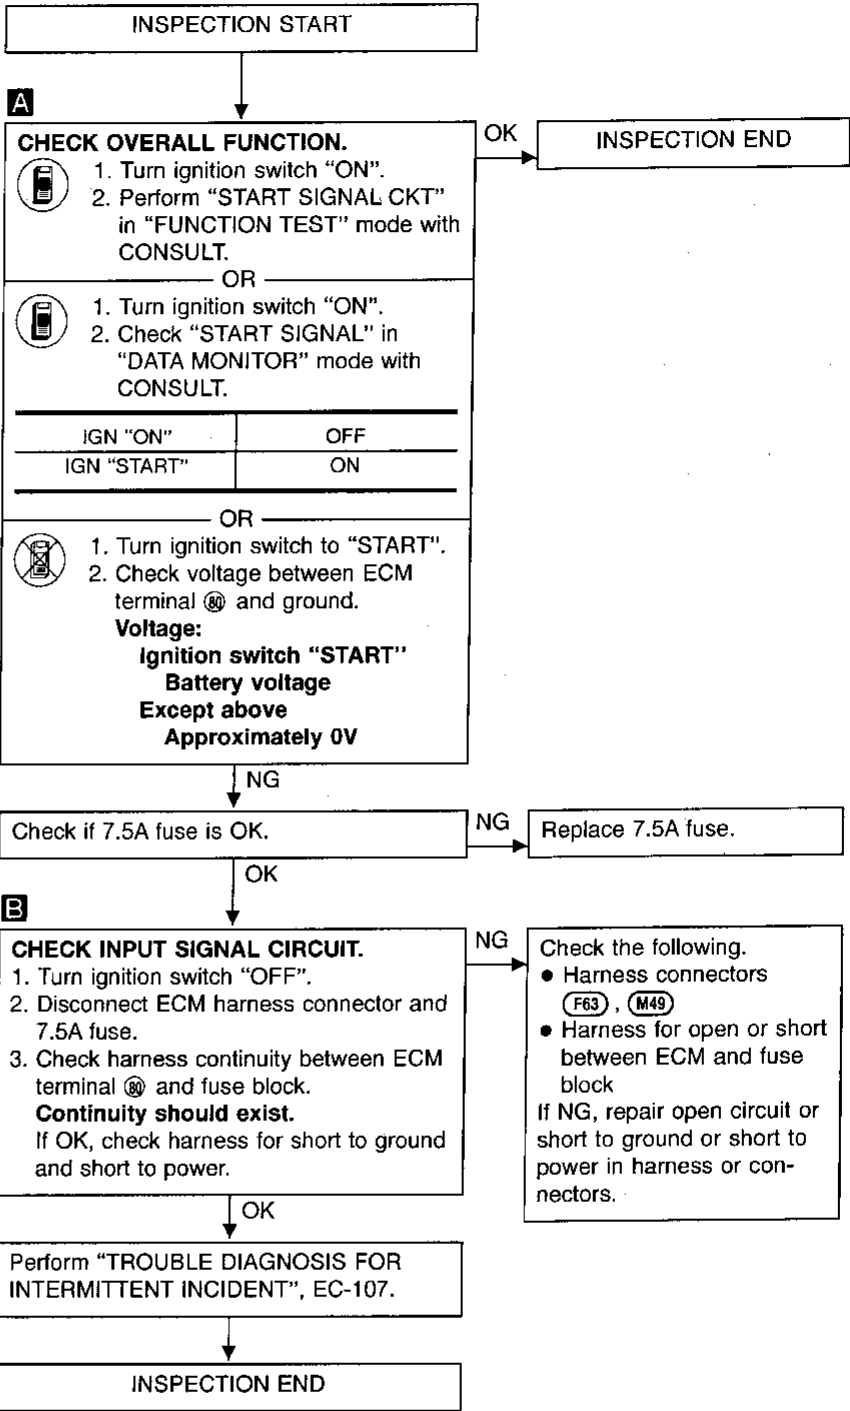 INSPECTION START
A
CHECK OVERALL FUNCTION.
1. Turn ignition switch “ON”.
2. Perform “START SIGNAL CKT”
in “FUNCTION TEST” mode with
CONSULT.
OR
1. Turn ignition switch “ON”.
2. Check “START SIGNAL” in
“DATA MONITOR” mode with
CONSULT.
IGN “ON” OFF
IGN “START” ON
OR
1. Turn ignition switch to “START”.
2. Check voltage between ECM
terminal 80 and ground.
Voltage:
Ignition switch “START”
Battery voltage
Except above
Approximately 0V
OK
INSPECTION END
NG
Check if 7.5A fuse is OK.
NG
Replace 7.5A fuse.
OK
B
CHECK INPUT SIGNAL CIRCUIT.
1. Turn ignition switch “OFF”.
2. Disconnect ECM harness connector and
7.5A fuse.
3. Check harness continuity between ECM
terminal 80 and fuse block.
Continuity should exist.
If OK, check harness for short to ground
and short to power.
NG
Check the following.
● Harness connectors
F63 , M49
● Harness for open or short
between ECM and fuse
block
If NG, repair open circuit or
short to ground or short to
power in harness or con-
nectors.
OK
Perform “TROUBLE DIAGNOSIS FOR
INTERMITTENT INCIDENT”, EC-107.
INSPECTION END